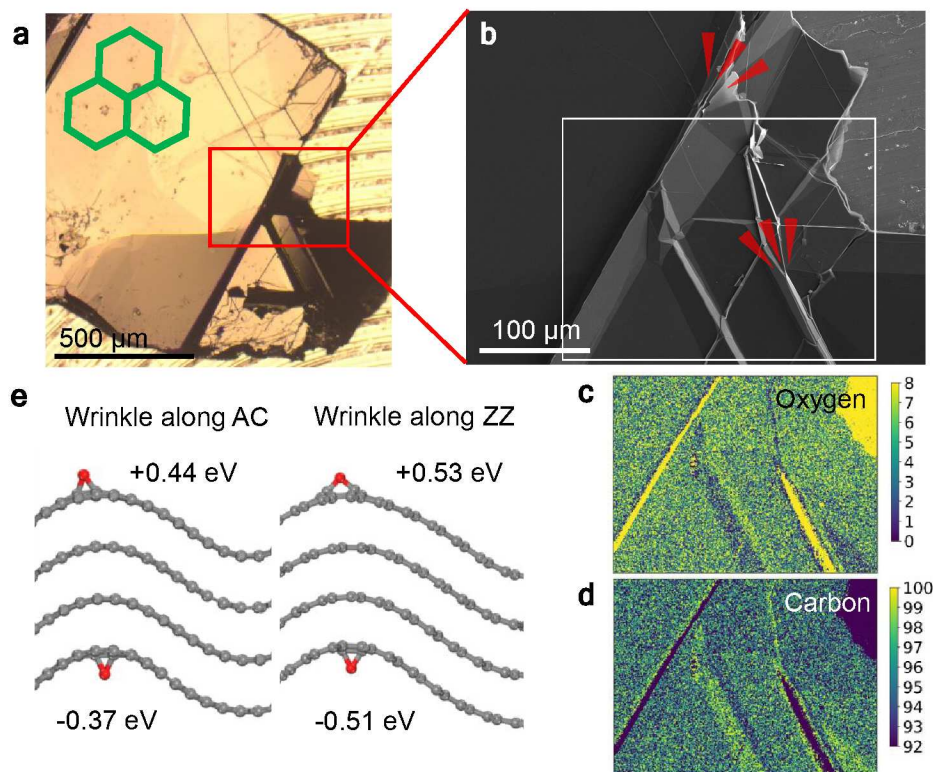 a
500 µm
b
100 µm
e
Wrinkle along AC
Wrinkle along ZZ
+0.44 eV
+0.53 eV
-0.37 eV
-0.51 eV
c
Oxygen
8
7
6
5
4
3
2
1
0
d
Carbon
100
99
98
97
96
95
94
93
92